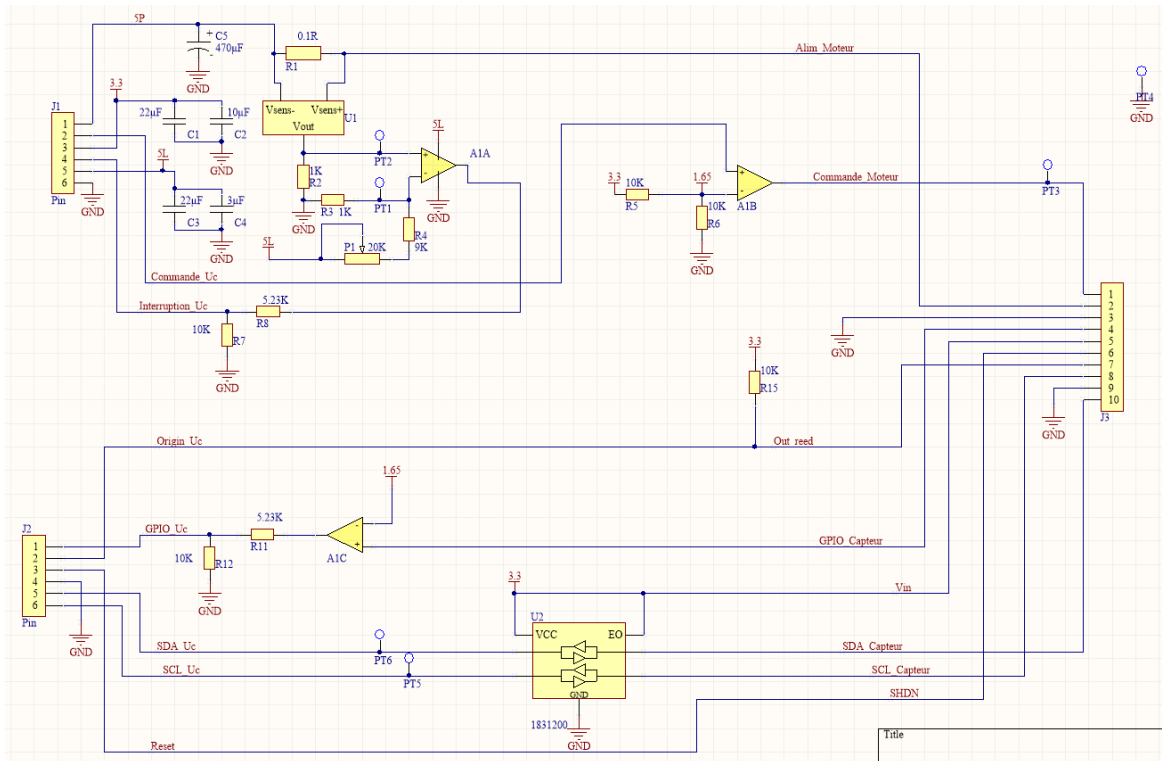 5P
C5
470µF
GND
0.1R
R1
Alim_Moteur
PT4
GND
3.3
J1
1
2
3
4
5
6
Pin
GND
22µF
10µF
C1
C2
GND
5L
22µF
3µF
C3
C4
GND
Vsens-
Vsens+
Vout
U1
1K
R2
GND
PT2
PT1
R3
1K
5L
A1A
GND
R4
9K
5L
P1
20K
3.3
10K
R5
1.65
10K
R6
GND
A1B
Commande_Moteur
PT3
Commande_Uc
Interruption_Uc
5.23K
R8
10K
R7
GND
GND
1
2
3
4
5
6
7
8
9
10
J3
GND
3.3
10K
R15
Origin_Uc
Out_reed
1.65
J2
1
2
3
4
5
6
Pin
GND
GPIO_Uc
5.23K
R11
10K
R12
GND
A1C
GPIO_Capteur
3.3
Vin
U2
VCC
EO
GND
1831200
GND
SDA_Uc
PT6
SDA_Capteur
SCL_Uc
PT5
SCL_Capteur
SHDN
Reset
Title